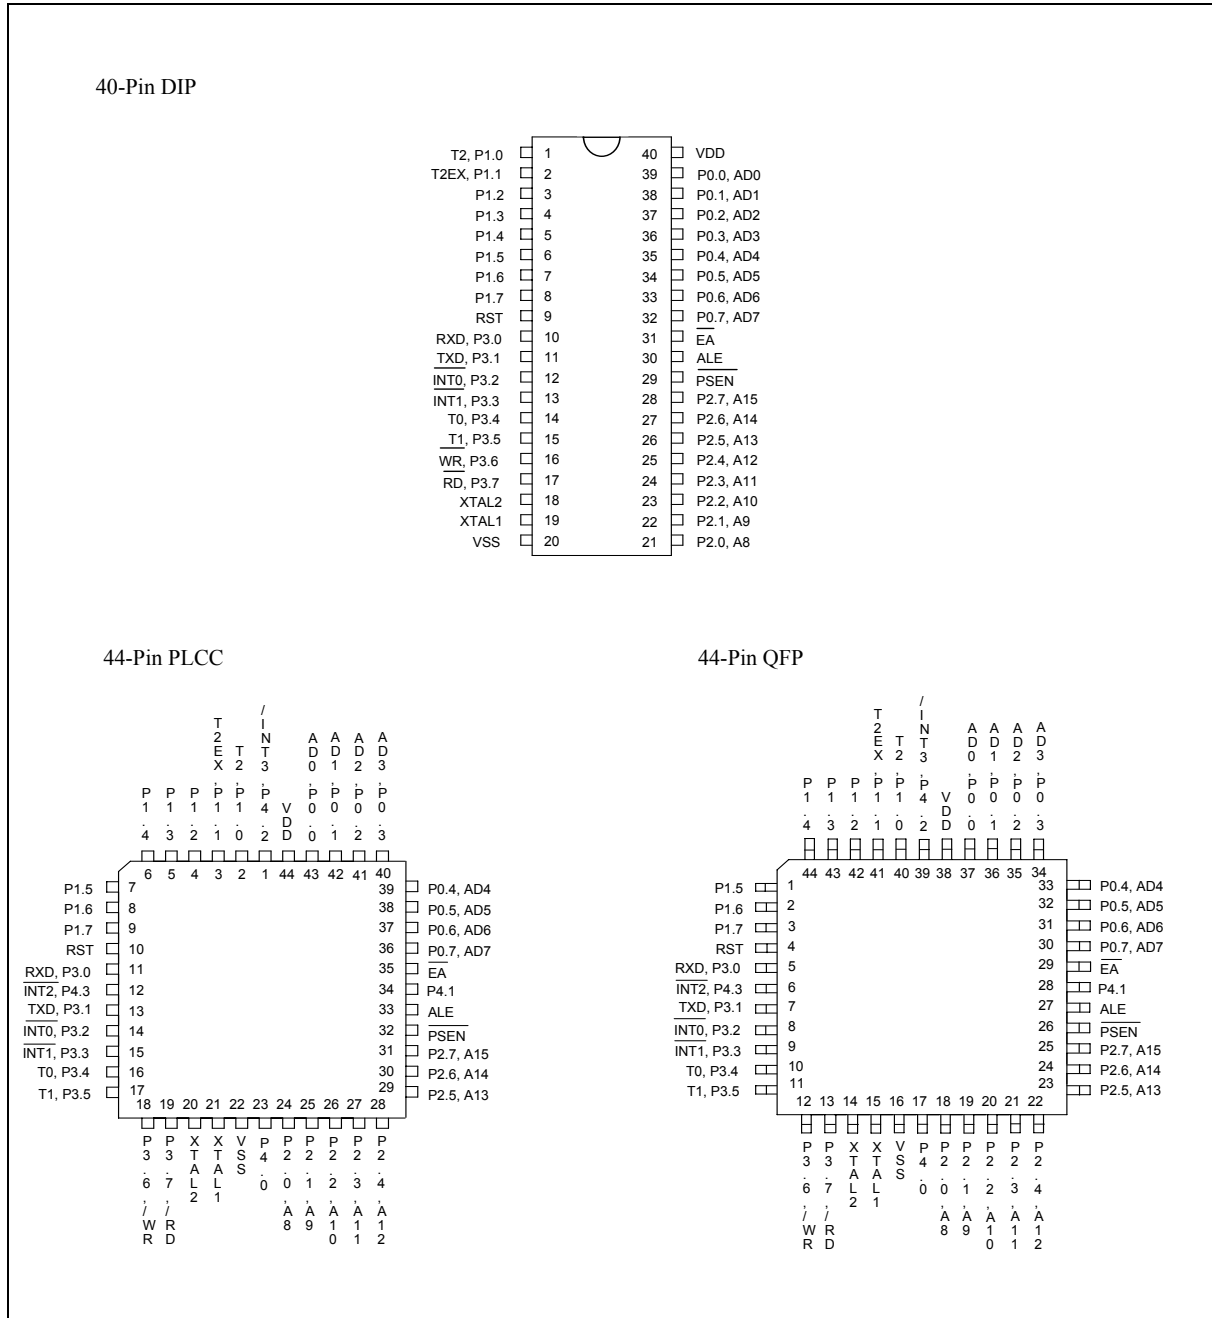 40-Pin DIP
T2, P1.0 1 40 VDD
T2EX, P1.1 2 39 P0.0, AD0
P1.2 3 38 P0.1, AD1
P1.3 4 37 P0.2, AD2
P1.4 5 36 P0.3, AD3
P1.5 6 35 P0.4, AD4
P1.6 7 34 P0.5, AD5
P1.7 8 33 P0.6, AD6
RST 9 32 P0.7, AD7
RXD, P3.0 10 31 EA
TXD, P3.1 11 30 ALE
INT0, P3.2 12 29 PSEN
INT1, P3.3 13 28 P2.7, A15
T0, P3.4 14 27 P2.6, A14
T1, P3.5 15 26 P2.5, A13
WR, P3.6 16 25 P2.4, A12
RD, P3.7 17 24 P2.3, A11
XTAL2 18 23 P2.2, A10
XTAL1 19 22 P2.1, A9
VSS 20 21 P2.0, A8
44-Pin PLCC
P1.4
P1.3
P1.2
T2EX,P1.1
T2,P1.0
/INT3,P4.2
VDD
AD0,P0.0
AD1,P0.1
AD2,P0.2
AD3,P0.3
6 5 4 3 2 1 44 43 42 41 40
P1.5 7 39 P0.4, AD4
P1.6 8 38 P0.5, AD5
P1.7 9 37 P0.6, AD6
RST 10 36 P0.7, AD7
RXD, P3.0 11 35 EA
INT2, P4.3 12 34 P4.1
TXD, P3.1 13 33 ALE
INT0, P3.2 14 32 PSEN
INT1, P3.3 15 31 P2.7, A15
T0, P3.4 16 30 P2.6, A14
T1, P3.5 17 29 P2.5, A13
18 19 20 21 22 23 24 25 26 27 28
P3.6,/WR
P3.7,/RD
XTAL2
XTAL1
VSS
P4.0
P2.0,A8
P2.1,A9
P2.2,A10
P2.3,A11
P2.4,A12
44-Pin QFP
P1.4
P1.3
P1.2
T2EX,P1.1
T2,P1.0
/INT3,P4.2
VDD
AD0,P0.0
AD1,P0.1
AD2,P0.2
AD3,P0.3
44 43 42 41 40 39 38 37 36 35 34
P1.5 1 33 P0.4, AD4
P1.6 2 32 P0.5, AD5
P1.7 3 31 P0.6, AD6
RST 4 30 P0.7, AD7
RXD, P3.0 5 29 EA
INT2, P4.3 6 28 P4.1
TXD, P3.1 7 27 ALE
INT0, P3.2 8 26 PSEN
INT1, P3.3 9 25 P2.7, A15
T0, P3.4 10 24 P2.6, A14
T1, P3.5 11 23 P2.5, A13
12 13 14 15 16 17 18 19 20 21 22
P3.6,/WR
P3.7,/RD
XTAL2
XTAL1
VSS
P4.0
P2.0,A8
P2.1,A9
P2.2,A10
P2.3,A11
P2.4,A12